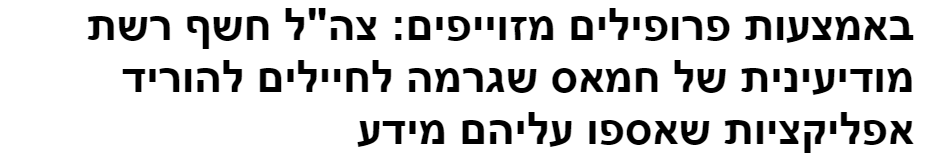 באמצעות פרופילים מזוייפים: צה"ל חשף רשת
מודיעינית של חמאס שגרמה לחיילים להוריד
אפליקציות שאספו עליהם מידע